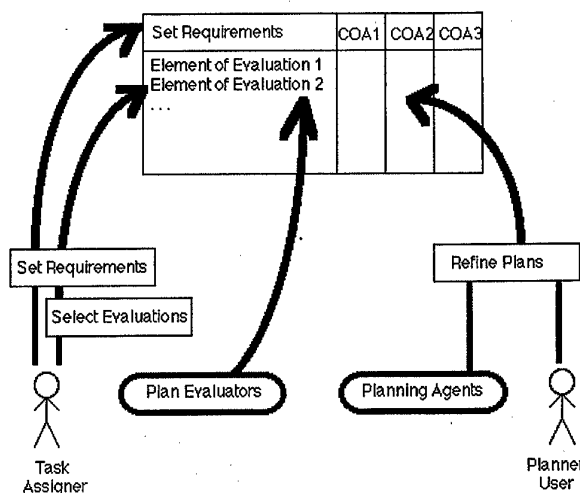 Set Requirements COA1 COA2 COA3
Element of Evaluation 1
Element of Evaluation 2
...
Set Requirements
Refine Plans
Select Evaluations
Plan Evaluators
Planning Agents
Task
Assigner
Planner
User